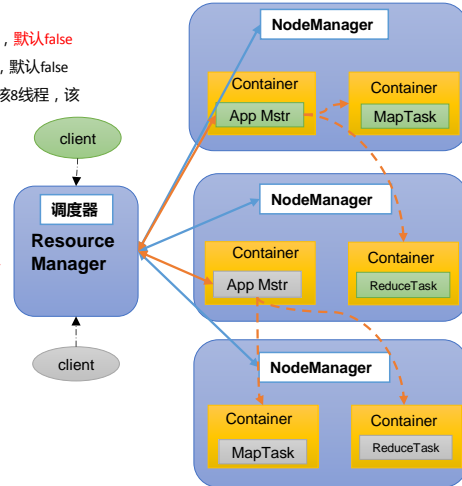 ，默认false
，默认false
该8线程，该
client
调度器
Resource
Manager
client
NodeManager
Container
App Mstr
Container
MapTask
NodeManager
Container
App Mstr
Container
ReduceTask
NodeManager
Container
MapTask
Container
ReduceTask